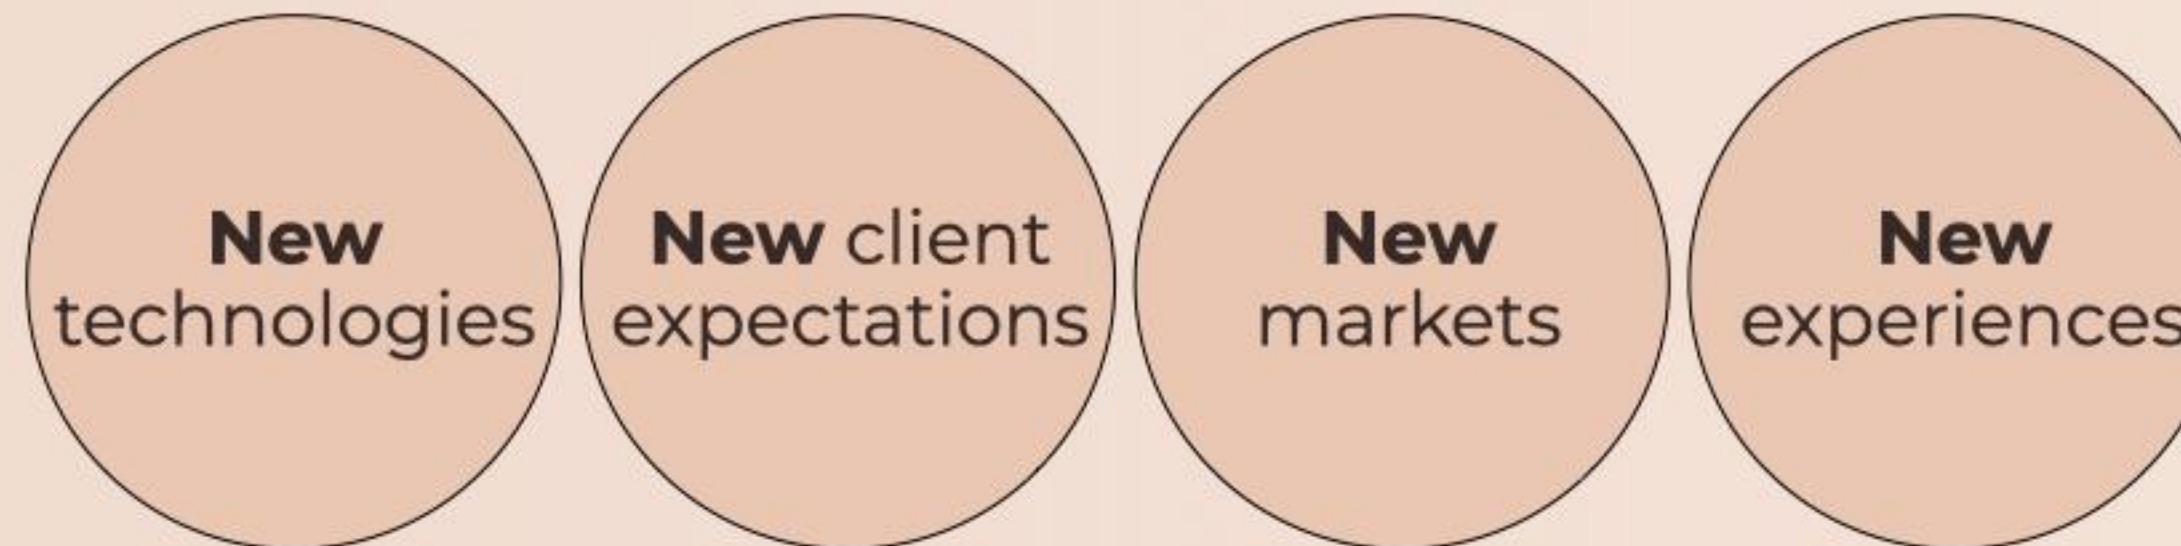 New
technologies
New client
expectations
New
markets
New
experiences